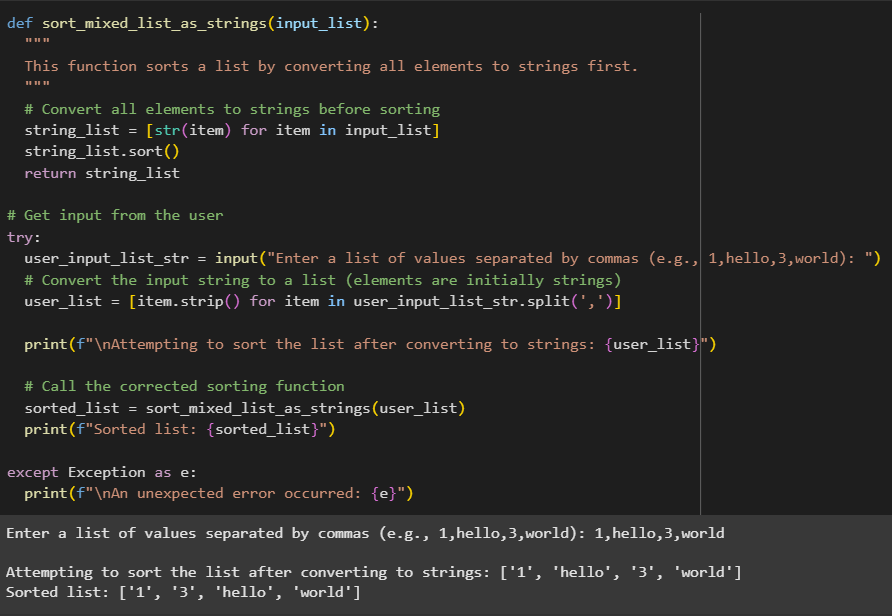 def sort_mixed_list_as_strings(input_list):
  """
  This function sorts a list by converting all elements to strings first.
  """
  # Convert all elements to strings before sorting
  string_list = [str(item) for item in input_list]
  string_list.sort()
  return string_list

# Get input from the user
try:
  user_input_list_str = input("Enter a list of values separated by commas (e.g., 1,hello,3,world): ")
  # Convert the input string to a list (elements are initially strings)
  user_list = [item.strip() for item in user_input_list_str.split(',')]

  print(f"\nAttempting to sort the list after converting to strings: {user_list}")

  # Call the corrected sorting function
  sorted_list = sort_mixed_list_as_strings(user_list)
  print(f"Sorted list: {sorted_list}")

except Exception as e:
  print(f"\nAn unexpected error occurred: {e}")
Enter a list of values separated by commas (e.g., 1,hello,3,world): 1,hello,3,world

Attempting to sort the list after converting to strings: ['1', 'hello', '3', 'world']
Sorted list: ['1', '3', 'hello', 'world']